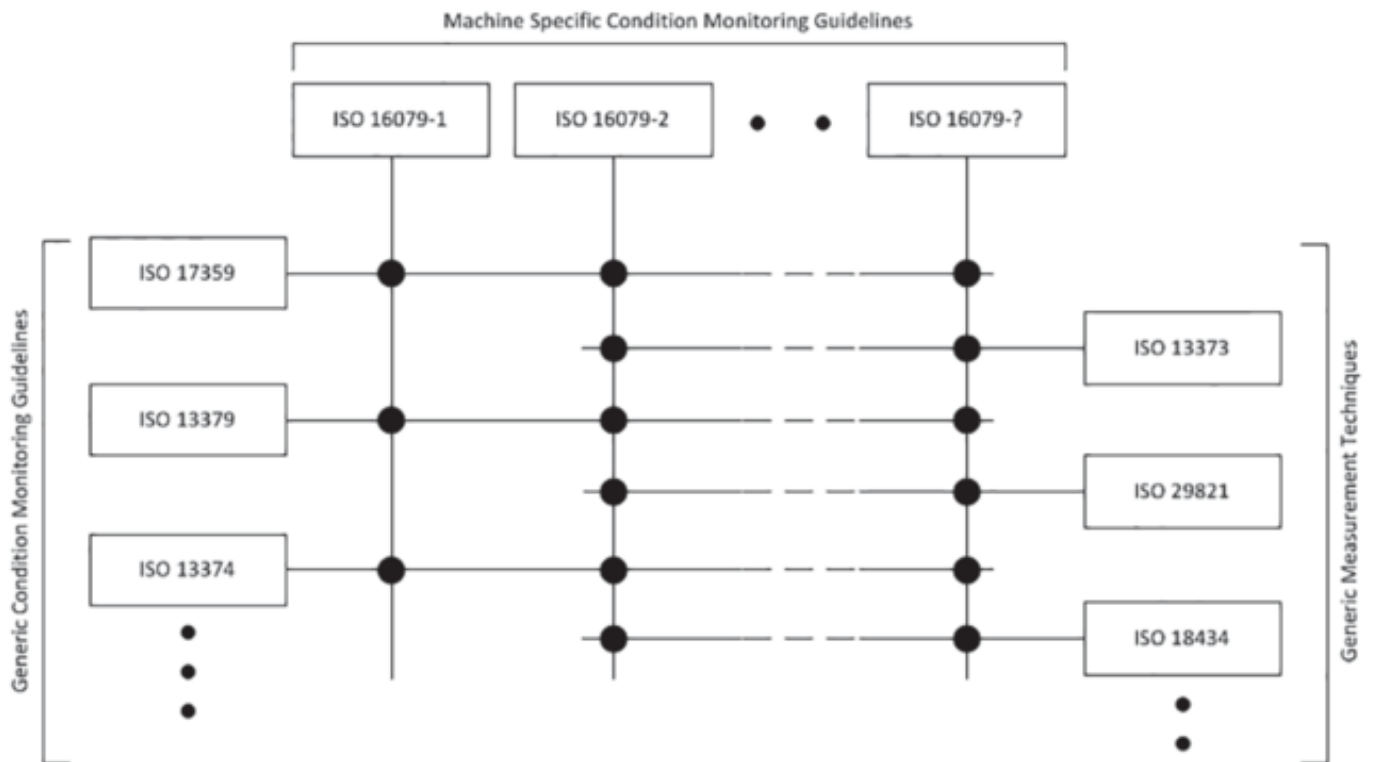 Machine Specific Condition Monitoring Guidelines
ISO 16079-1
ISO 16079-2
ISO 16079-?
Generic Condition Monitoring Guidelines
ISO 17359
ISO 13373
ISO 13379
ISO 29821
ISO 13374
ISO 18434
Generic Measurement Techniques